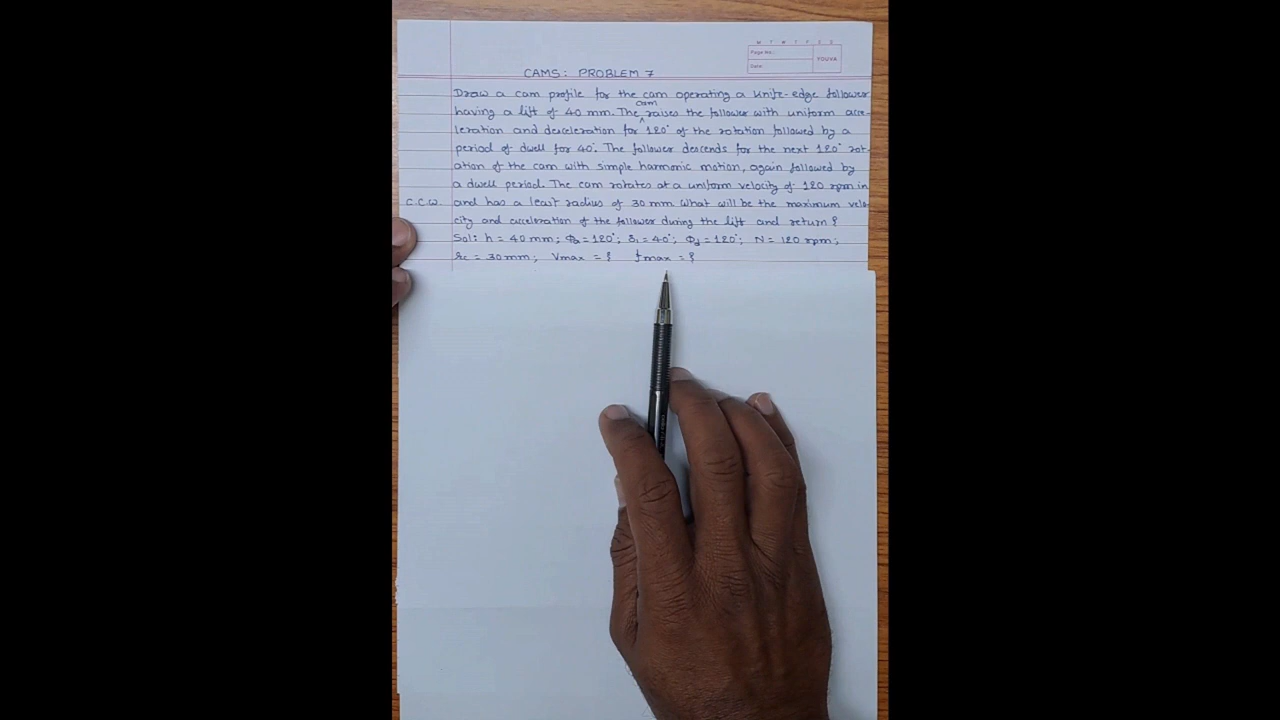 M T W T F S S
Page No.:
Date:
YOUVA
CAMS: PROBLEM 7
Draw a cam profile for the cam operating a knife-edge follower
having a lift of 40 mm. The cam raises the follower with uniform acce-
leration and desceleration for 120° of the rotation followed by a
period of dwell for 40°. The follower descends for the next 120° rot-
ation of the cam with simple harmonic motion, again followed by
a dwell period. The cam rotates at a uniform velocity of 120 rpm in
C.C.W. and has a least radius of 30 mm. What will be the maximum velo-
city and acceleration of the follower during the lift and return?
Sol: h = 40 mm; Φa = 120°; δ1 = 40°; Φd = 120°; N = 120 rpm;
rc = 30 mm; Vmax = ? fmax = ?